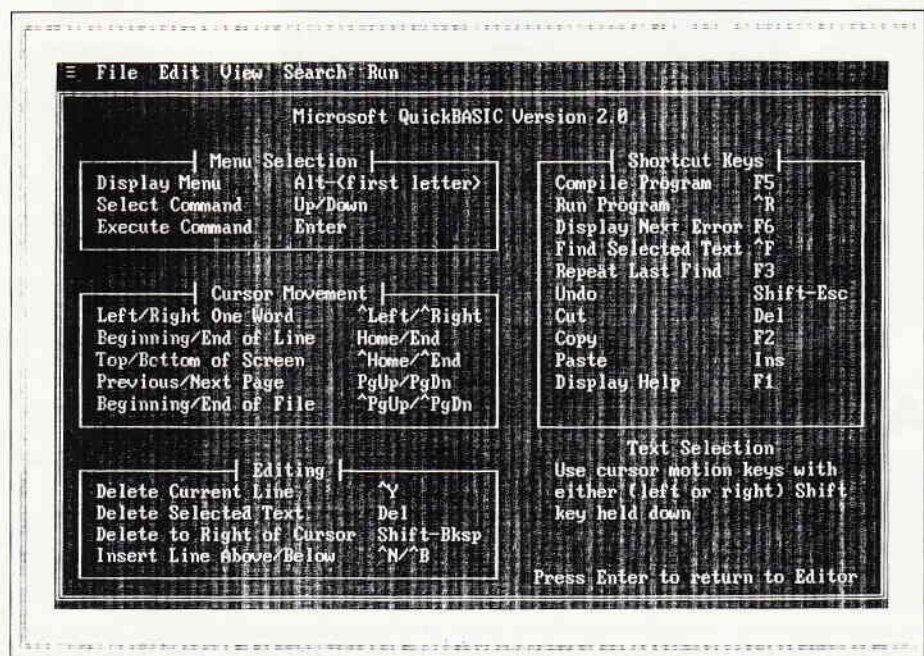 ≡ File Edit View Search Run
Microsoft QuickBASIC Version 2.0
Menu Selection
Display Menu Alt-<first letter>
Select Command Up/Down
Execute Command Enter
Cursor Movement
Left/Right One Word ^Left/^Right
Beginning/End of Line Home/End
Top/Bottom of Screen ^Home/^End
Previous/Next Page PgUp/PgDn
Beginning/End of File ^PgUp/^PgDn
Editing
Delete Current Line ^Y
Delete Selected Text Del
Delete to Right of Cursor Shift-Bksp
Insert Line Above/Below ^N/^B
Shortcut Keys
Compile Program F5
Run Program ^R
Display Next Error F6
Find Selected Text ^F
Repeat Last Find F3
Undo Shift-Esc
Cut Del
Copy F2
Paste Ins
Display Help F1
Text Selection
Use cursor motion keys with
either (left or right) Shift
key held down
Press Enter to return to Editor